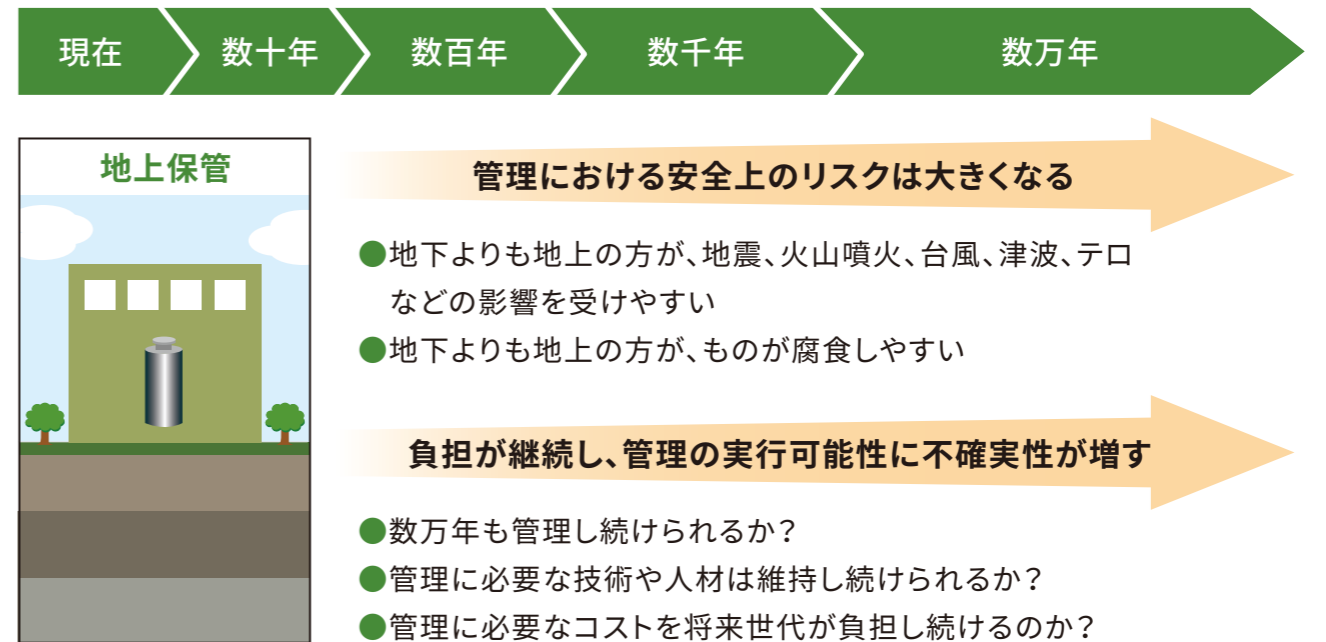 現在
数十年
数百年
数千年
数万年
地上保管
管理における安全上のリスクは大きくなる
●地下よりも地上の方が、地震、火山噴火、台風、津波、テロ
などの影響を受けやすい
●地下よりも地上の方が、ものが腐食しやすい
負担が継続し、管理の実行可能性に不確実性が増す
●数万年も管理し続けられるか？
●管理に必要な技術や人材は維持し続けられるか？
●管理に必要なコストを将来世代が負担し続けるのか？